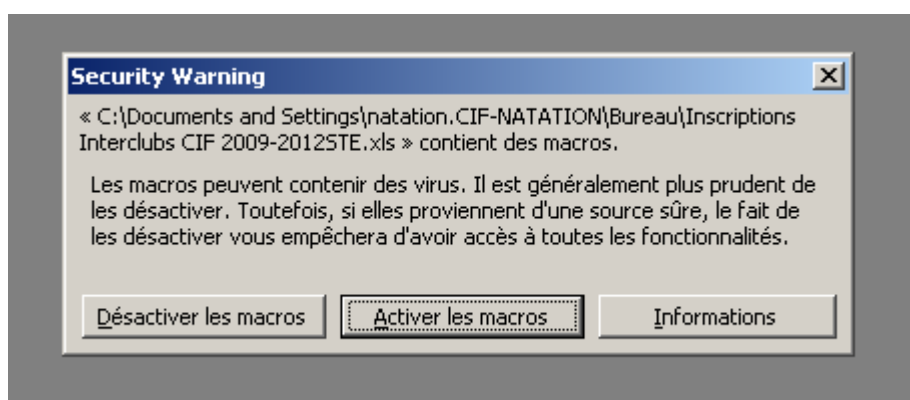 Security Warning
« C:\Documents and Settings\natation.CIF-NATATION\Bureau\Inscriptions
Interclubs CIF 2009-2012STE.xls » contient des macros.
Les macros peuvent contenir des virus. Il est généralement plus prudent de
les désactiver. Toutefois, si elles proviennent d'une source sûre, le fait de
les désactiver vous empêchera d'avoir accès à toutes les fonctionnalités.
Désactiver les macros
Activer les macros
Informations